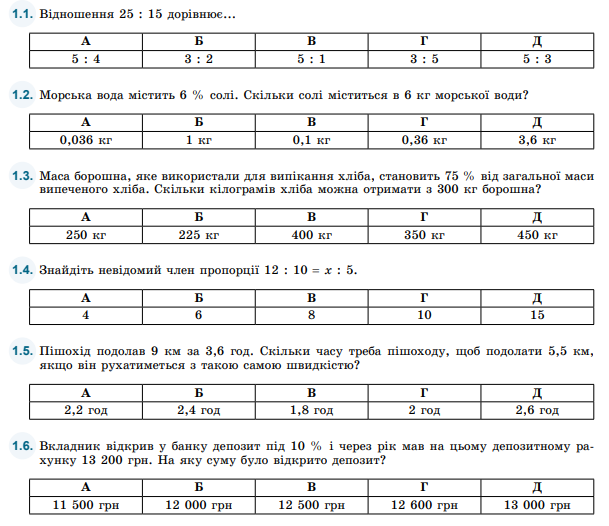 1.1. Відношення 25 : 15 дорівнює...
А Б В Г Д
5 : 4 3 : 2 5 : 1 3 : 5 5 : 3
1.2. Морська вода містить 6 % солі. Скільки солі міститься в 6 кг морської води?
А Б В Г Д
0,036 кг 1 кг 0,1 кг 0,36 кг 3,6 кг
1.3. Маса борошна, яке використали для випікання хліба, становить 75 % від загальної маси
випеченого хліба. Скільки кілограмів хліба можна отримати з 300 кг борошна?
А Б В Г Д
250 кг 225 кг 400 кг 350 кг 450 кг
1.4. Знайдіть невідомий член пропорції 12 : 10 = x : 5.
А Б В Г Д
4 6 8 10 15
1.5. Пішохід подолав 9 км за 3,6 год. Скільки часу треба пішоходу, щоб подолати 5,5 км,
якщо він рухатиметься з такою самою швидкістю?
А Б В Г Д
2,2 год 2,4 год 1,8 год 2 год 2,6 год
1.6. Вкладник відкрив у банку депозит під 10 % і через рік мав на цьому депозитному ра-
хунку 13 200 грн. На яку суму було відкрито депозит?
А Б В Г Д
11 500 грн 12 000 грн 12 500 грн 12 600 грн 13 000 грн